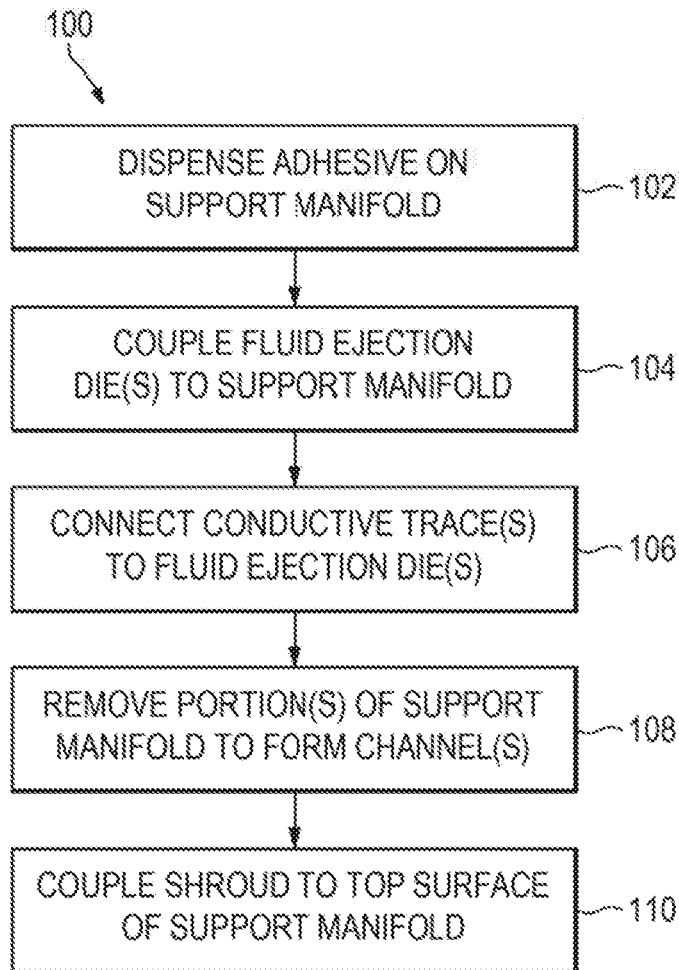 100
DISPENSE ADHESIVE ON
SUPPORT MANIFOLD
102
COUPLE FLUID EJECTION
DIE(S) TO SUPPORT MANIFOLD
104
CONNECT CONDUCTIVE TRACE(S)
TO FLUID EJECTION DIE(S)
106
REMOVE PORTION(S) OF SUPPORT
MANIFOLD TO FORM CHANNEL(S)
108
COUPLE SHROUD TO TOP SURFACE
OF SUPPORT MANIFOLD
110